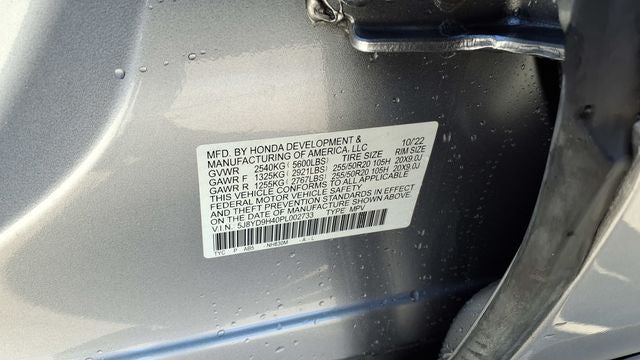 MFD. BY HONDA DEVELOPMENT & 10/22
MANUFACTURING OF AMERICA, LLC
GVWR 2540KG (5600LBS) TIRE SIZE RIM SIZE
GAWR F 1325KG (2921LBS) 255/50R20 105H 20X9.0J
GAWR R 1255KG (2767LBS) 255/50R20 105H 20X9.0J
THIS VEHICLE CONFORMS TO ALL APPLICABLE
FEDERAL MOTOR VEHICLE SAFETY
AND THEFT PREVENTION STANDARDS IN EFFECT
ON THE DATE OF MANUFACTURE SHOWN ABOVE.
V.I.N. 5J8YD9H40PL002733 TYPE: MPV
TYC P AB5 NH830M A - C